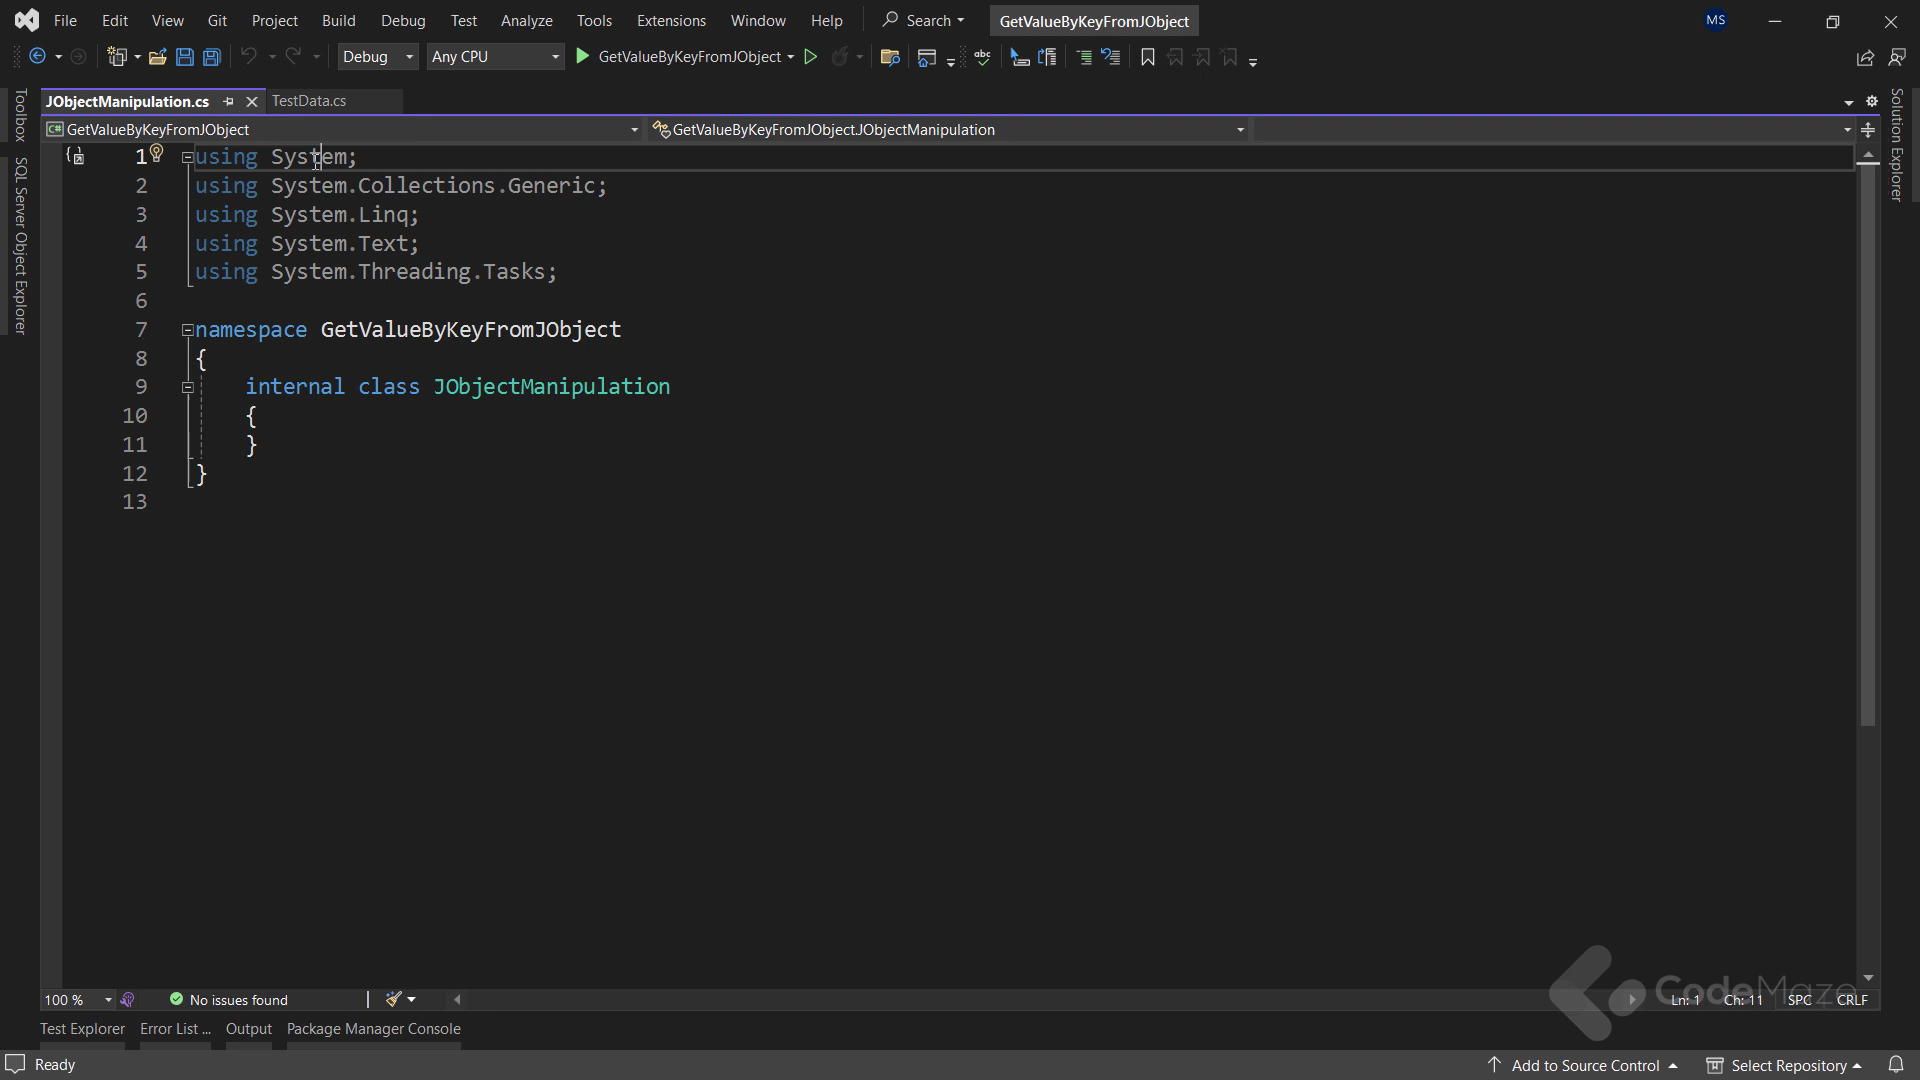 File Edit View Git Project Build Debug Test Analyze Tools Extensions Window Help Search GetValueByKeyFromJObject MS
Debug Any CPU GetValueByKeyFromJObject abc
JObjectManipulation.cs TestData.cs
C# GetValueByKeyFromJObject GetValueByKeyFromJObject.JObjectManipulation
Toolbox
SQL Server Object Explorer
Solution Explorer
1 using System;
2 using System.Collections.Generic;
3 using System.Linq;
4 using System.Text;
5 using System.Threading.Tasks;
6
7 namespace GetValueByKeyFromJObject
8 {
9 internal class JObjectManipulation
10 {
11 }
12 }
13
100 % No issues found Ln: 1 Ch: 11 SPC CRLF
CodeMaze
Test Explorer Error List ... Output Package Manager Console
Ready Add to Source Control Select Repository